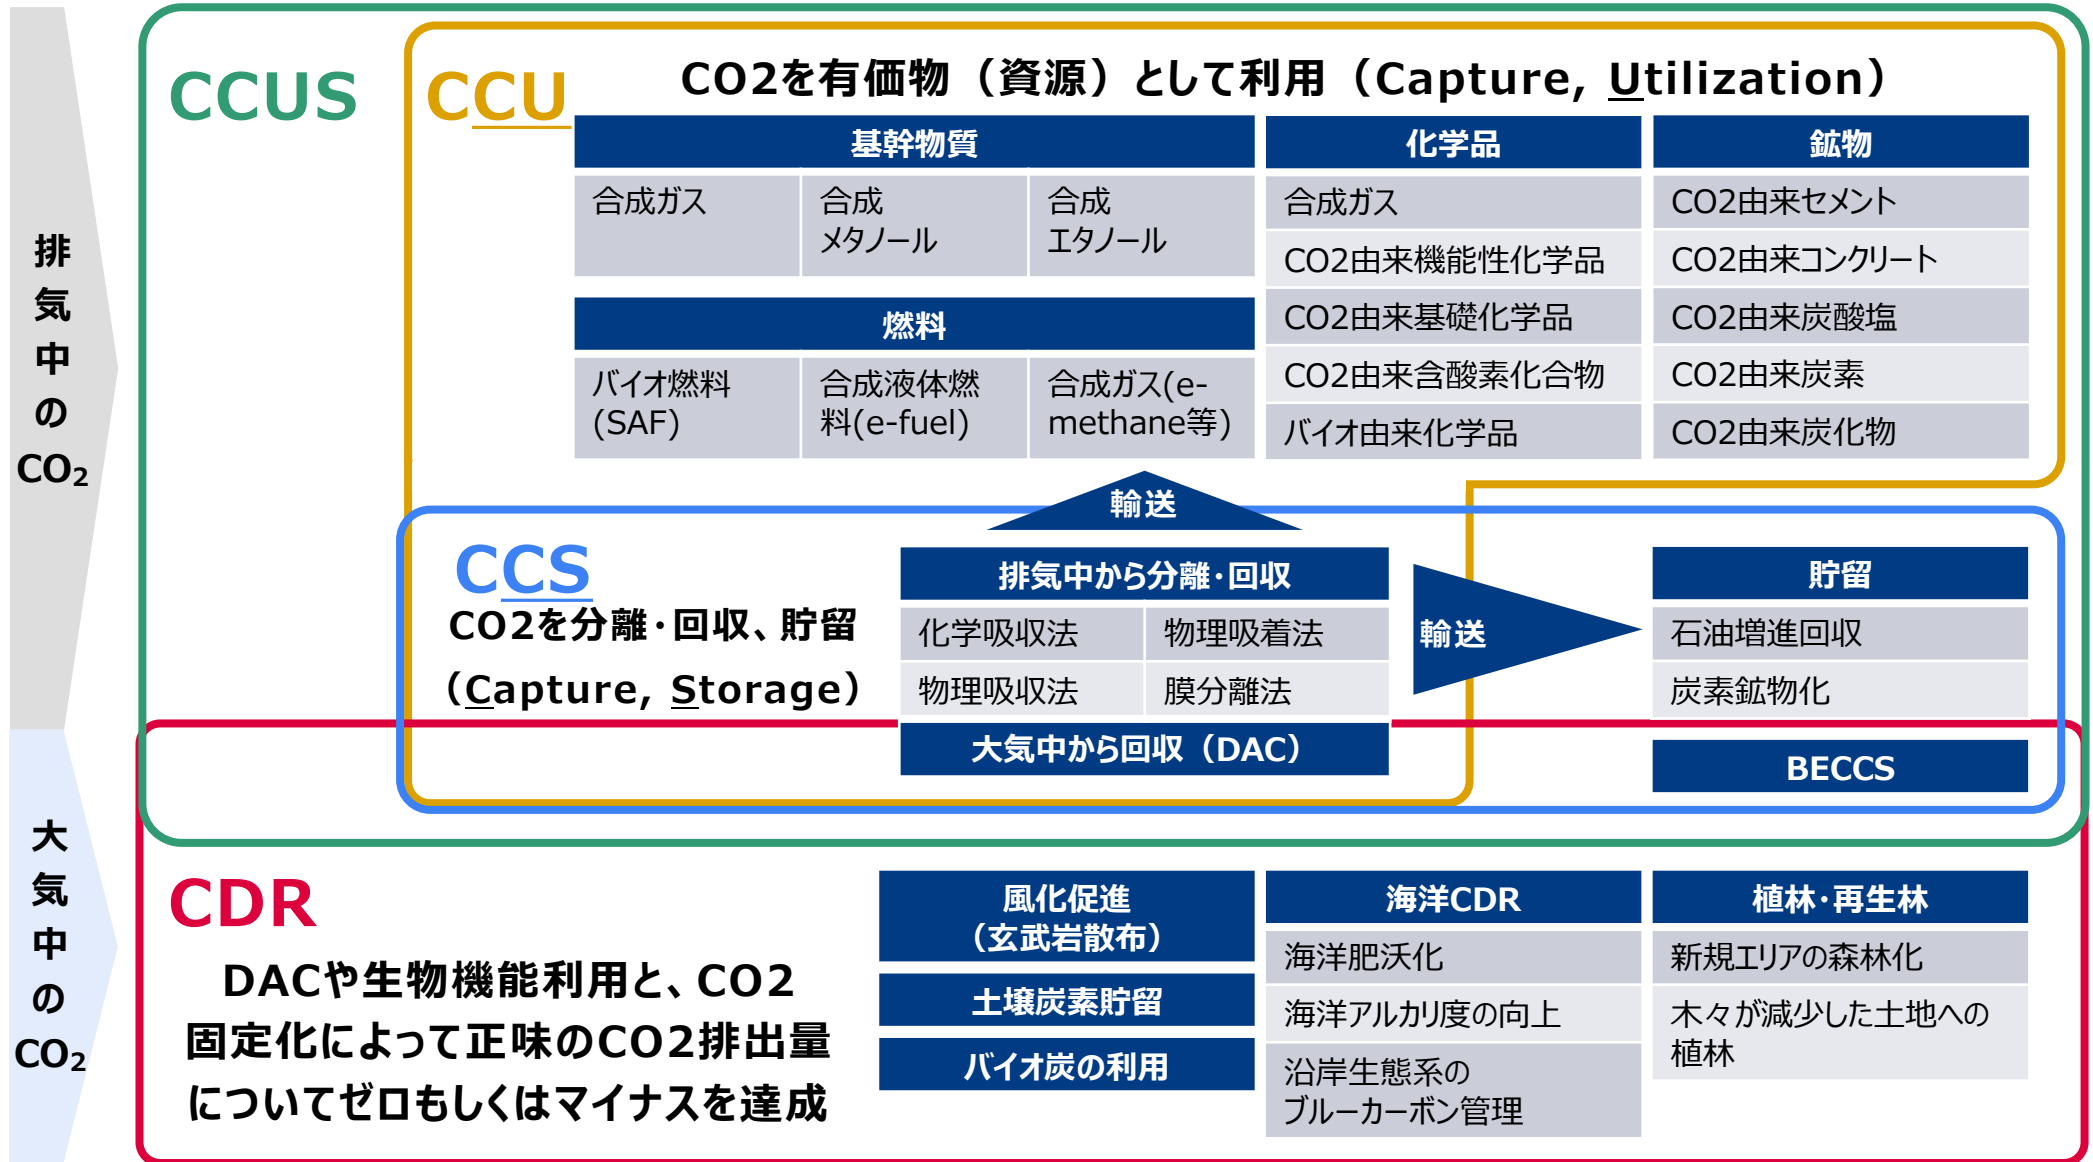 排
気
中
の
CO₂
大
気
中
の
CO₂
CCUS
CCU
CO2を有価物（資源）として利用（Capture, Utilization）
基幹物質
合成ガス
合成
メタノール
合成
エタノール
燃料
バイオ燃料
(SAF)
合成液体燃
料(e-fuel)
合成ガス(e-
methane等)
化学品
合成ガス
CO2由来機能性化学品
CO2由来基礎化学品
CO2由来含酸素化合物
バイオ由来化学品
鉱物
CO2由来セメント
CO2由来コンクリート
CO2由来炭酸塩
CO2由来炭素
CO2由来炭化物
輸送
CCS
CO2を分離・回収、貯留
（Capture, Storage）
排気中から分離・回収
化学吸収法
物理吸着法
物理吸収法
膜分離法
大気中から回収（DAC）
輸送
貯留
石油増進回収
炭素鉱物化
BECCS
CDR
DACや生物機能利用と、CO2
固定化によって正味のCO2排出量
についてゼロもしくはマイナスを達成
風化促進
（玄武岩散布）
土壌炭素貯留
バイオ炭の利用
海洋CDR
海洋肥沃化
海洋アルカリ度の向上
沿岸生態系の
ブルーカーボン管理
植林・再生林
新規エリアの森林化
木々が減少した土地への
植林